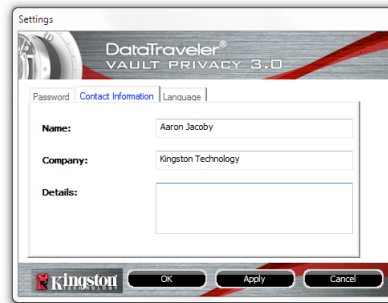 Settings
DataTraveler®
VAULT PRIVACY 3.0
Password Contact Information Language
Name: Aaron Jacoby
Company: Kingston Technology
Details:
Kingston
TECHNOLOGY
OK Apply Cancel